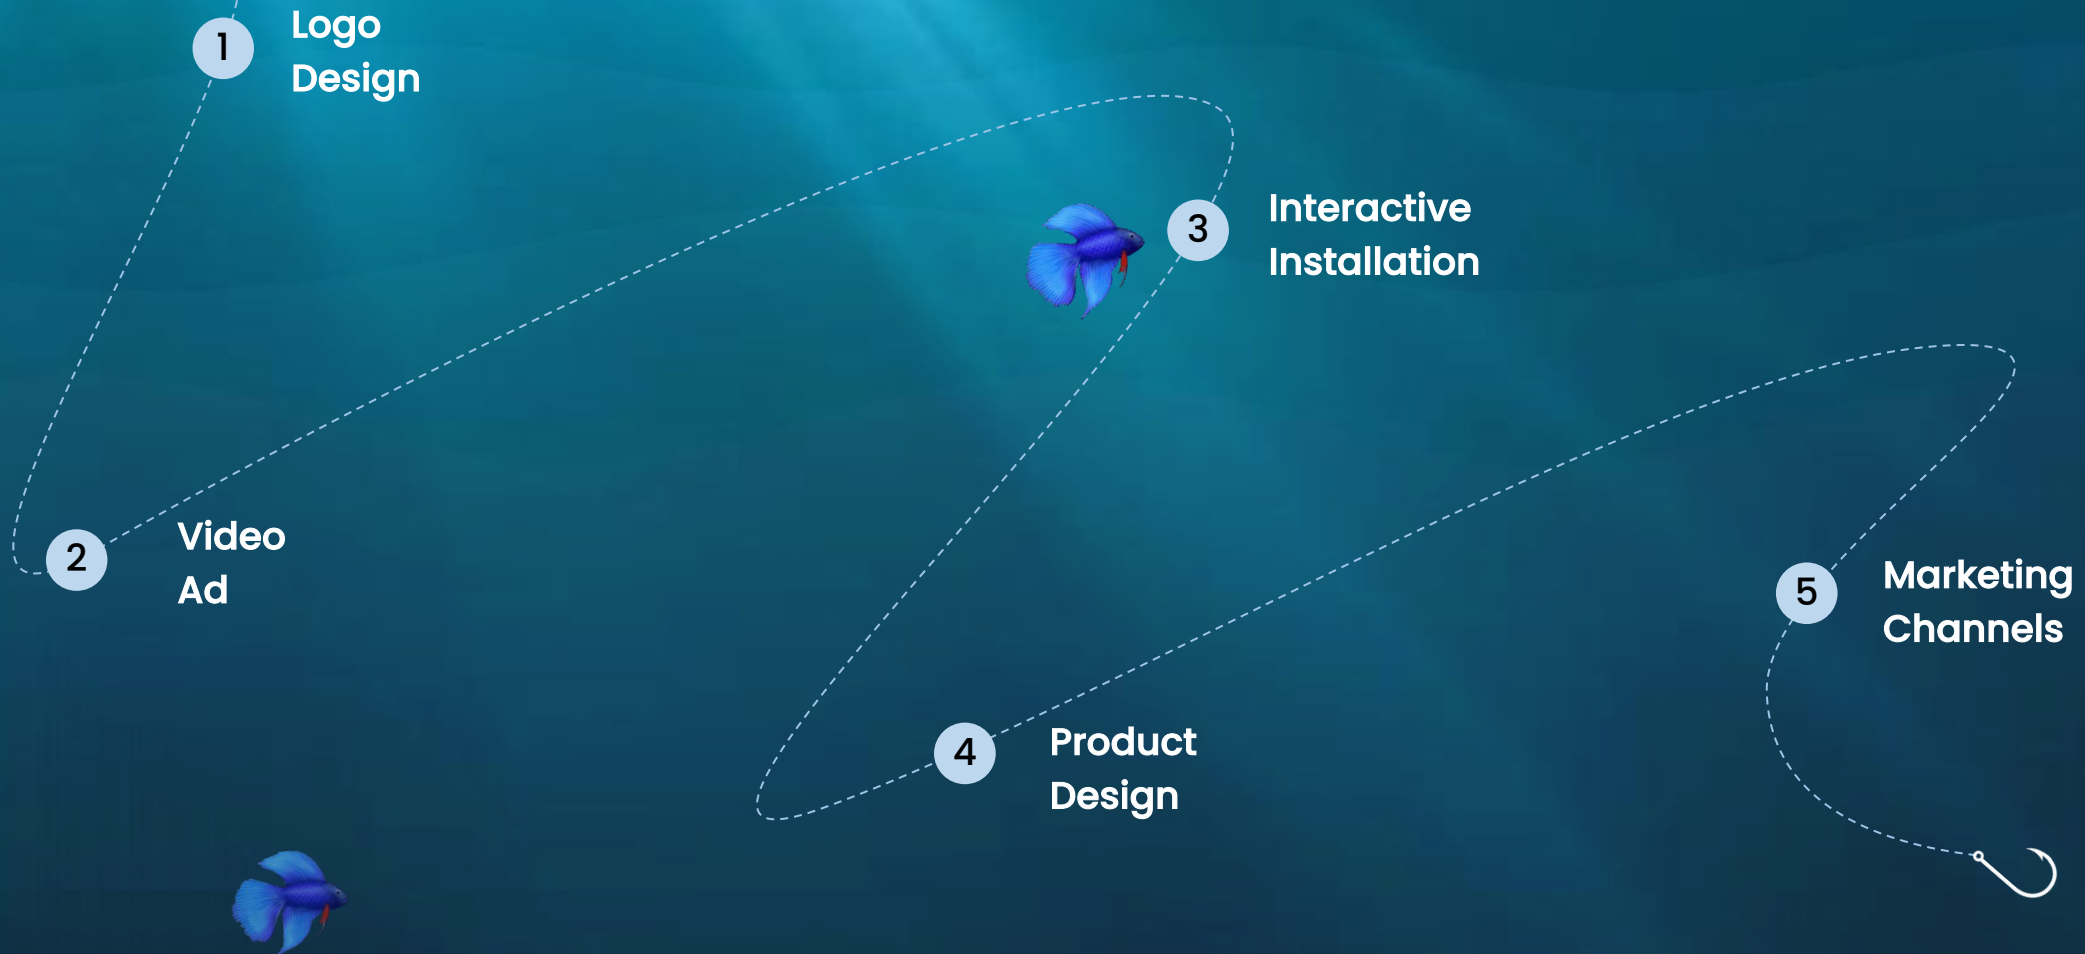 1
Logo
Design
2
Video
Ad
3
Interactive
Installation
4
Product
Design
5
Marketing
Channels